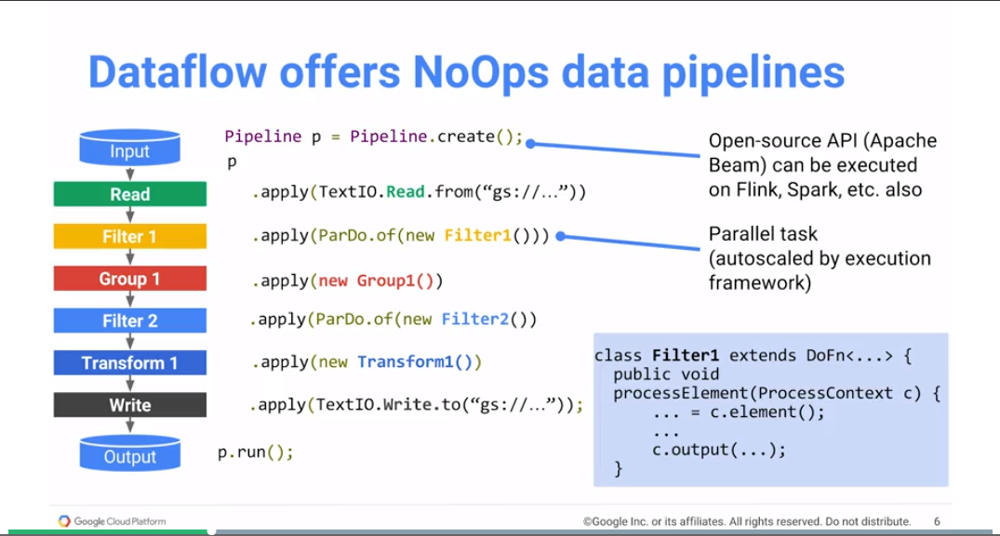 Dataflow offers NoOps data pipelines
Input
Read
Filter 1
Group 1
Filter 2
Transform 1
Write
Output
Pipeline p = Pipeline.create();
p
.apply(TextIO.Read.from(“gs://…”))
.apply(ParDo.of(new Filter1()))
.apply(new Group1())
.apply(ParDo.of(new Filter2())
.apply(new Transform1())
.apply(TextIO.Write.to(“gs://…”));
p.run();
Open-source API (Apache
Beam) can be executed
on Flink, Spark, etc. also
Parallel task
(autoscaled by execution
framework)
class Filter1 extends DoFn<...> {
public void
processElement(ProcessContext c) {
... = c.element();
...
c.output(...);
}
Google Cloud Platform
©Google Inc. or its affiliates. All rights reserved. Do not distribute.
6